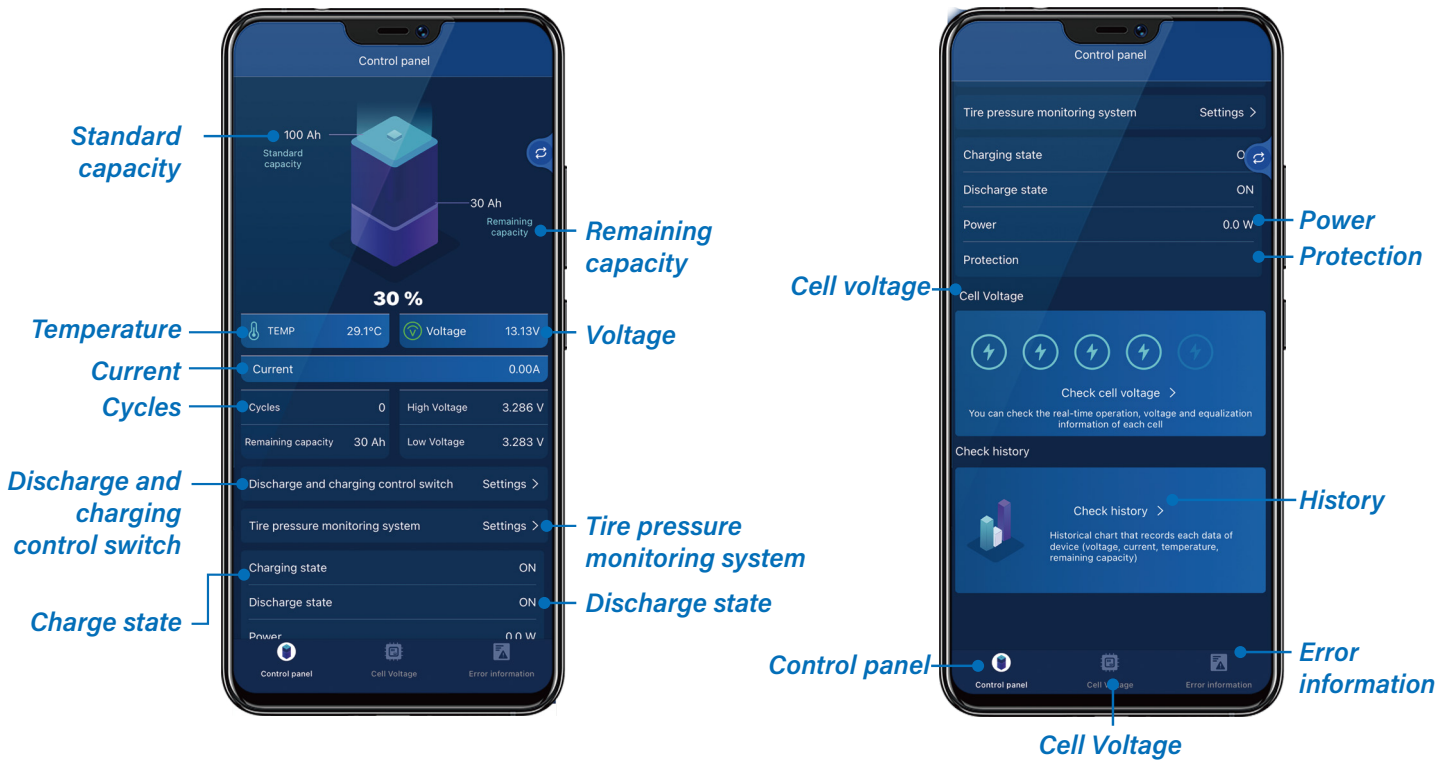 Control panel
Standard
capacity
100 Ah
Standard
capacity
30 Ah
Remaining
capacity
Remaining
capacity
30 %
Temperature
TEMP 29.1°C
Voltage 13.13V
Voltage
Current
Current 0.00A
Cycles
Cycles 0
High Voltage 3.286 V
Remaining capacity 30 Ah
Low Voltage 3.283 V
Discharge and
charging
control switch
Discharge and charging control switch Settings >
Tire pressure monitoring system Settings >
Tire pressure
monitoring system
Charging state ON
Charge state
Discharge state ON
Discharge state
Power 0.0 W
Control panel
Cell Voltage
Error information
Control panel
Tire pressure monitoring system Settings >
Charging state
Discharge state ON
Power 0.0 W
Power
Protection
Protection
Cell voltage
Cell Voltage
Check cell voltage >
You can check the real-time operation, voltage and equalization
information of each cell
Check history
Check history >
History
Historical chart that records each data of
device (voltage, current, temperature,
remaining capacity)
Control panel
Control panel
Cell Voltage
Error information
Error
information
Cell Voltage